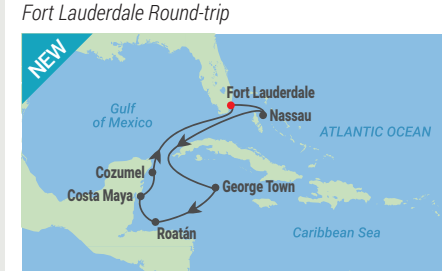 Fort Lauderdale Round-trip
NEW
Fort Lauderdale
Gulf
of Mexico
Nassau
ATLANTIC OCEAN
Cozumel
Costa Maya
George Town
Roatán
Caribbean Sea